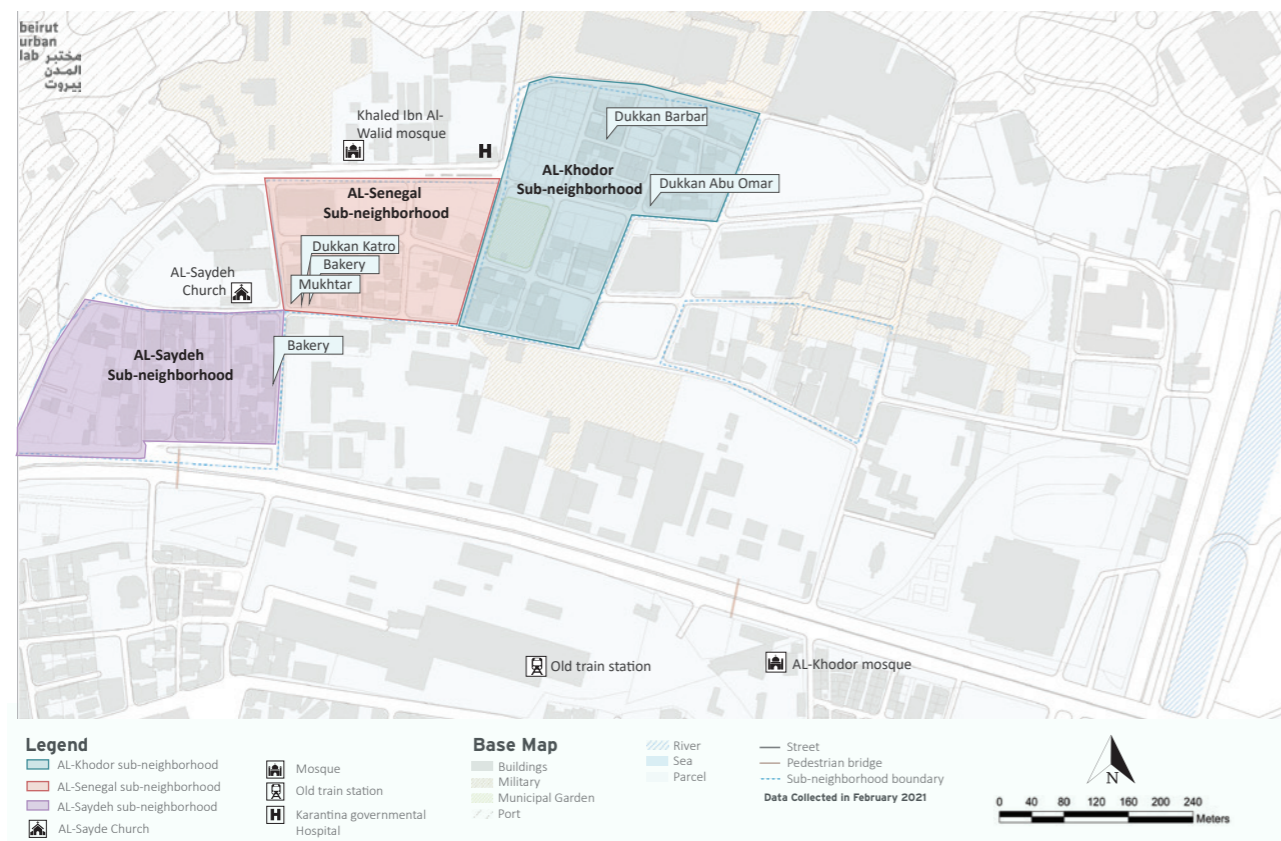 beirut
urban
lab مختبر
المدن
بيروت
Khaled Ibn Al-
Walid mosque
H
Dukkan Barbar
AL-Khodor
Sub-neighborhood
Dukkan Abu Omar
AL-Senegal
Sub-neighborhood
Dukkan Katro
Bakery
Mukhtar
AL-Saydeh
Church
Bakery
AL-Saydeh
Sub-neighborhood
Old train station
AL-Khodor mosque
Legend
AL-Khodor sub-neighborhood
AL-Senegal sub-neighborhood
AL-Saydeh sub-neighborhood
AL-Sayde Church
Mosque
Old train station
H Karantina governmental
Hospital
Base Map
Buildings
Military
Municipal Garden
Port
River
Sea
Parcel
Street
Pedestrian bridge
Sub-neighborhood boundary
Data Collected in February 2021
N
0 40 80 120 160 200 240
Meters